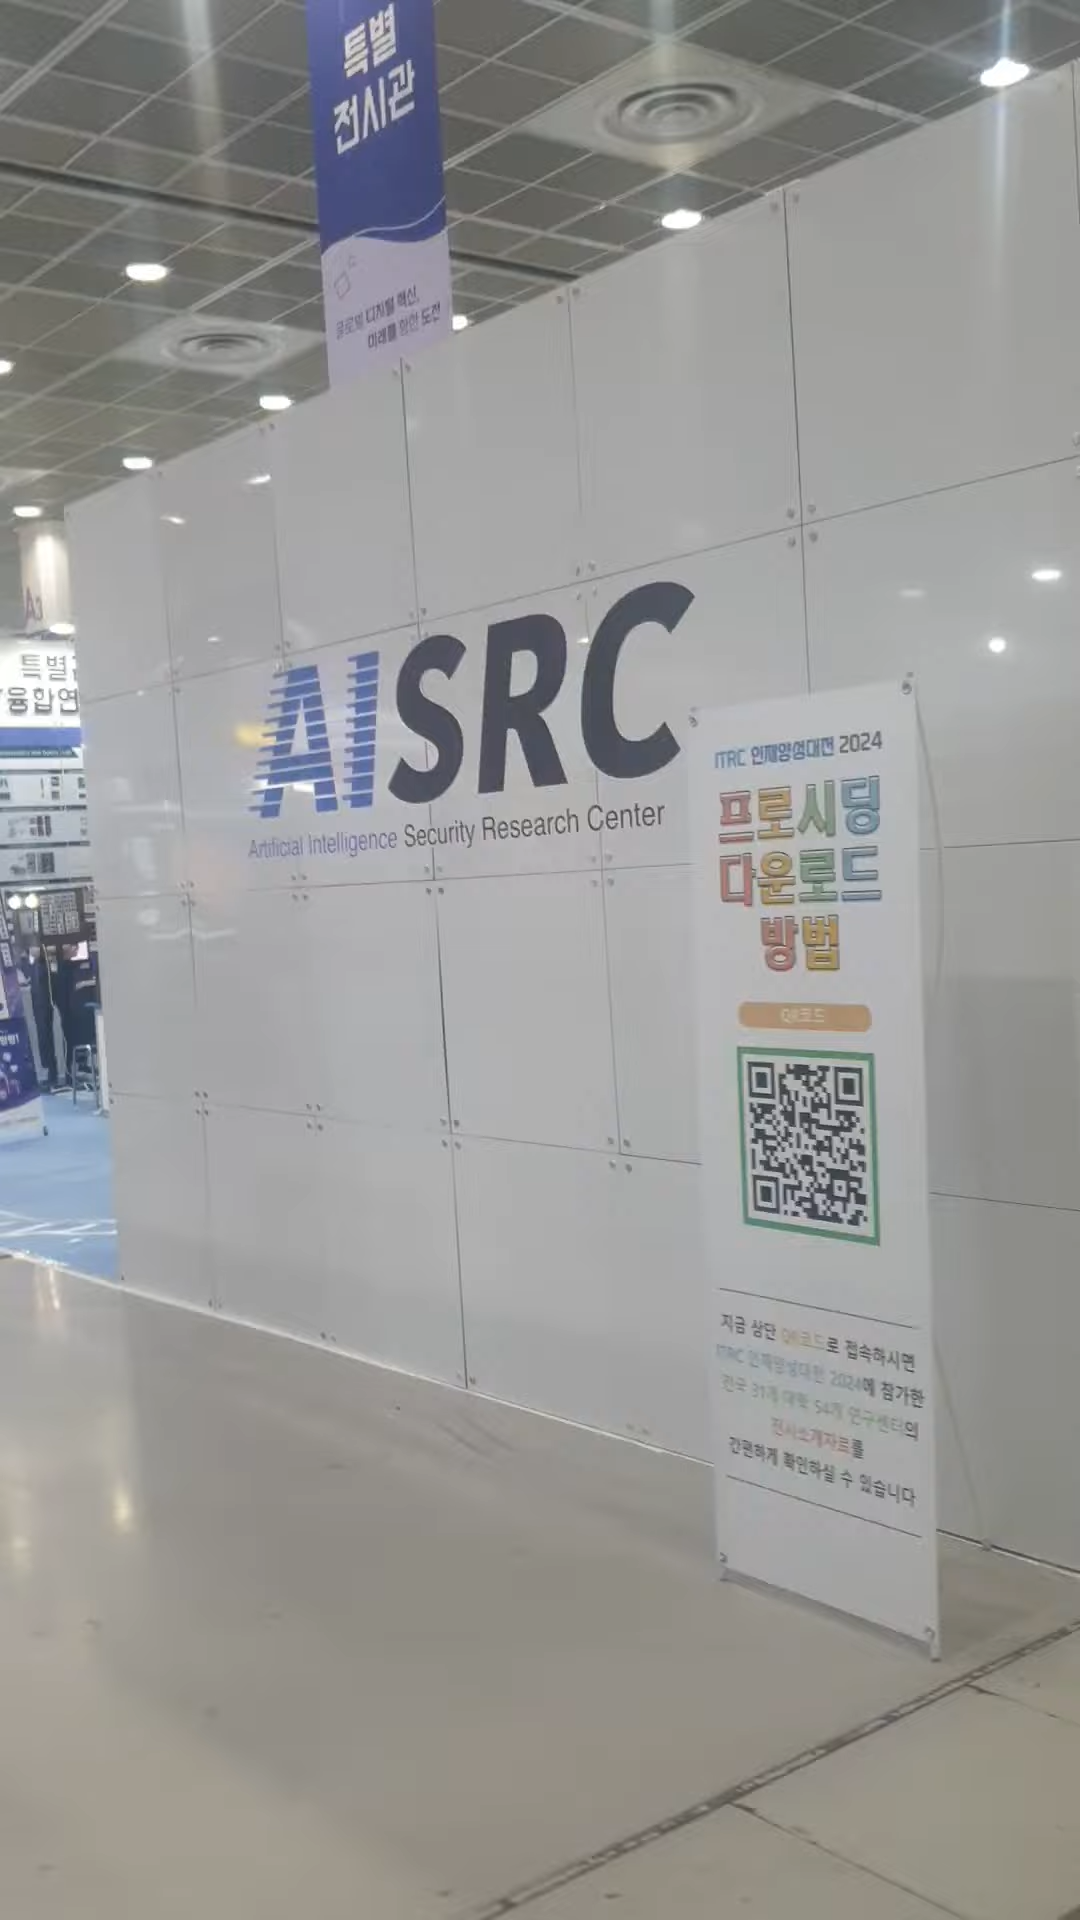 특별
전시관
글로벌 디지털 혁신,
미래를 향한 도전
AISRC
Artificial Intelligence Security Research Center
ITRC 인재양성대전 2024
프로시딩
다운로드
방법
QR코드
지금 상단 QR코드로 접속하시면
ITRC 인재양성대전 2024에 참가한
전국 31개 대학 54개 연구센터의
전시소개자료를
간편하게 확인하실 수 있습니다
특별
융합연